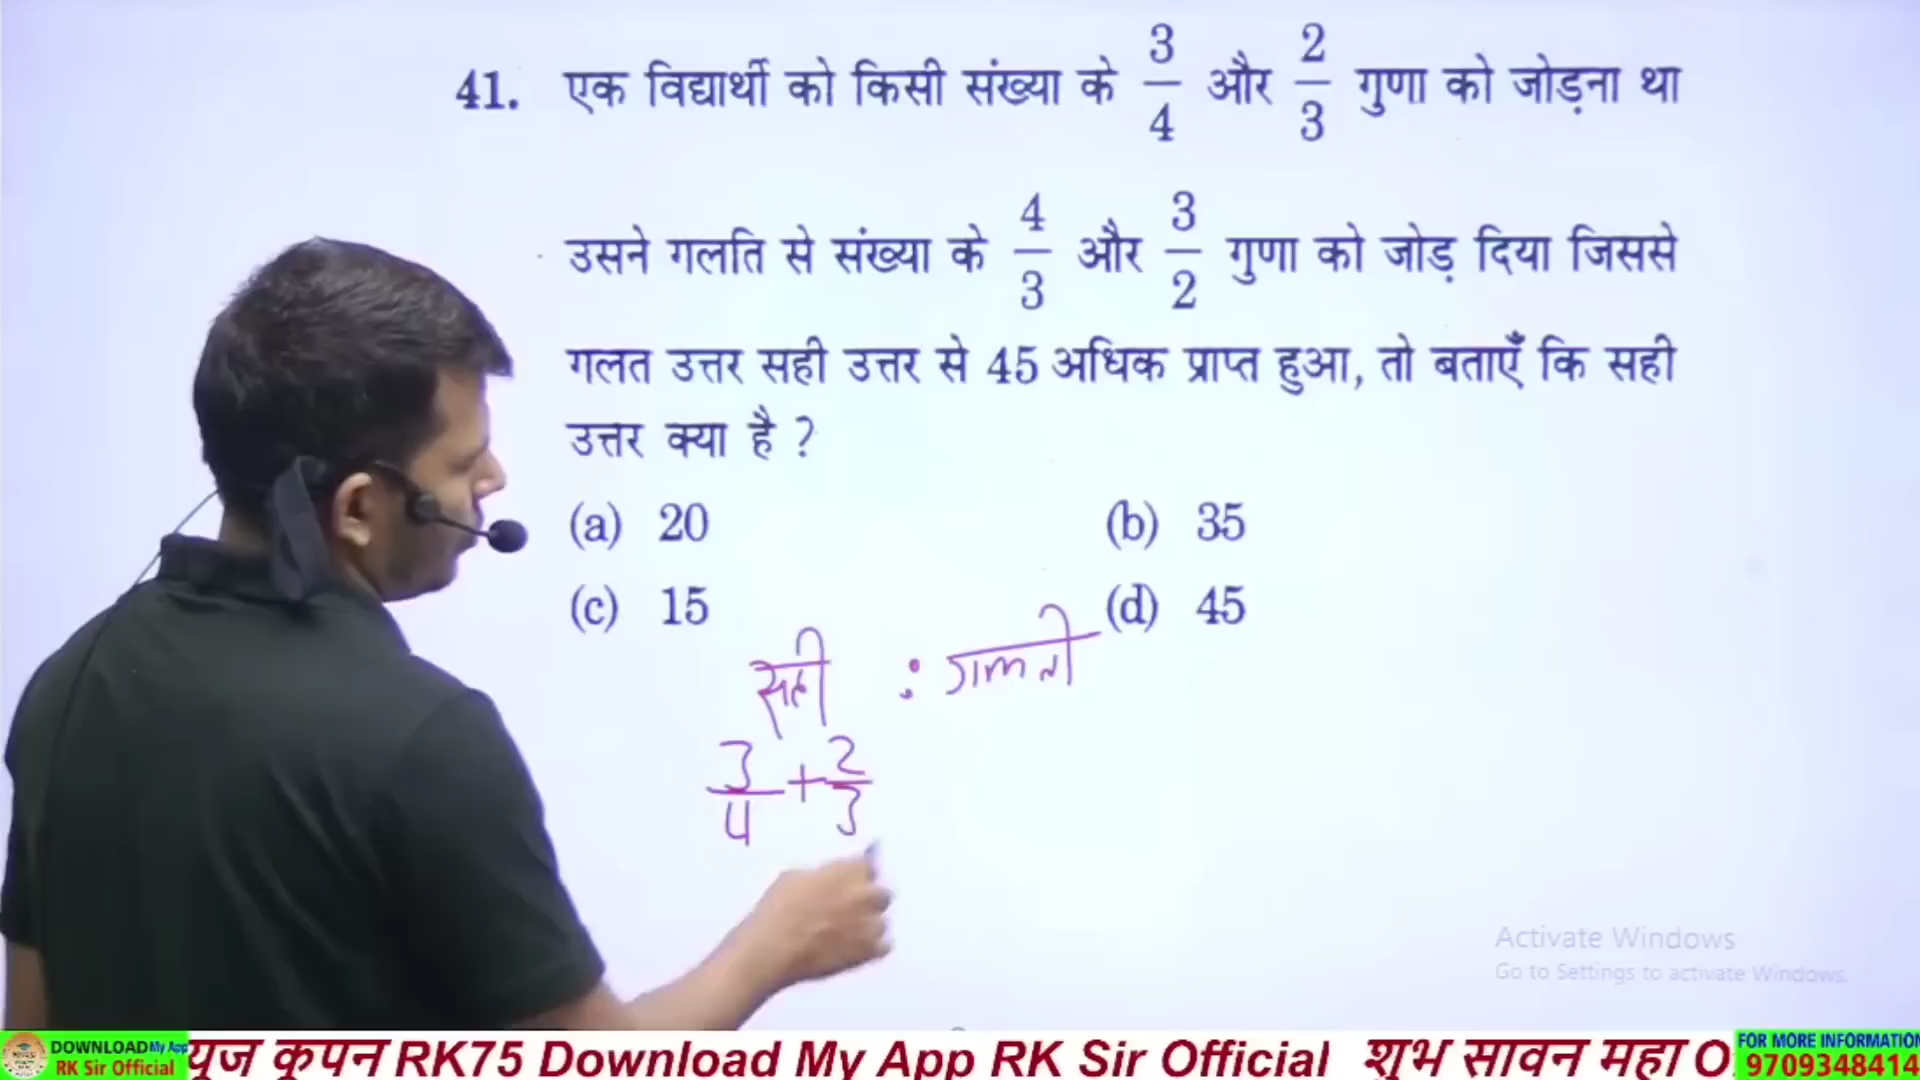 41. एक विद्यार्थी को किसी संख्या के 3/4 और 2/3 गुणा को जोड़ना था
उसने गलति से संख्या के 4/3 और 3/2 गुणा को जोड़ दिया जिससे
गलत उत्तर सही उत्तर से 45 अधिक प्राप्त हुआ, तो बताएँ कि सही
उत्तर क्या है ?
(a) 20 (b) 35
(c) 15 (d) 45
सही : गलती
3/4 + 2/3
Activate Windows
Go to Settings to activate Windows.
DOWNLOAD My App
RK Sir Official
यूज कूपन RK75 Download My App RK Sir Official शुभ सावन महा O
FOR MORE INFORMATION
9709348414